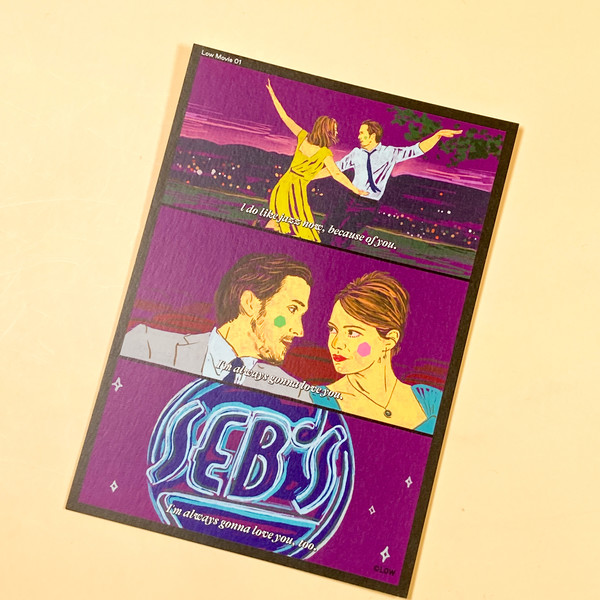 Low Movie 01
I do like jazz now, because of you.
I'm always gonna love you.
SEB'S
I'm always gonna love you, too.
©LOW